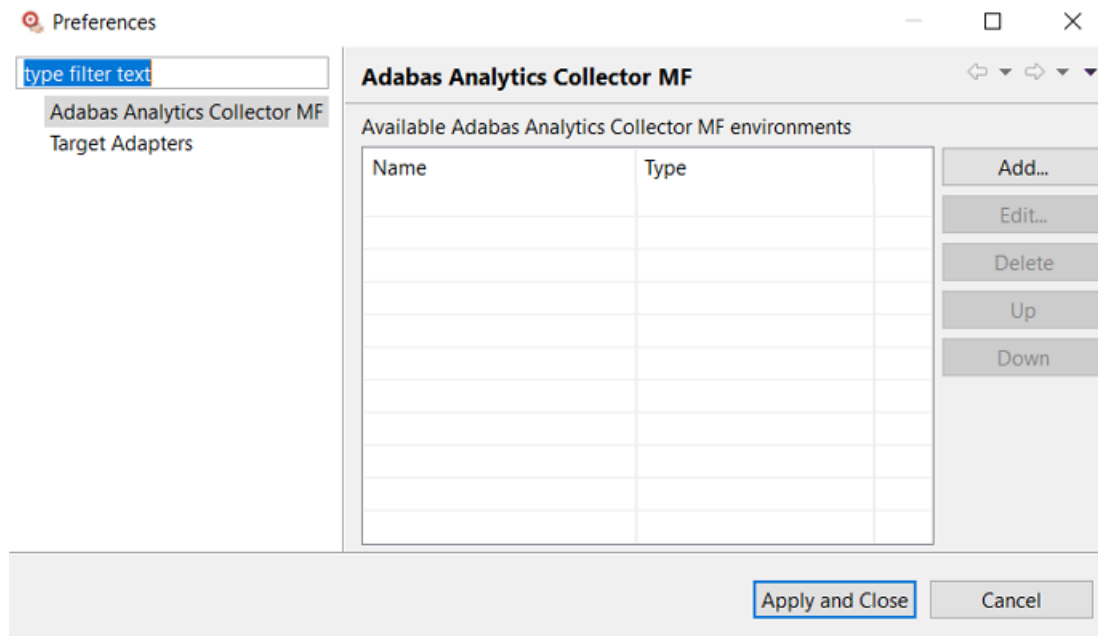 Preferences
type filter text
Adabas Analytics Collector MF
Target Adapters
Adabas Analytics Collector MF
Available Adabas Analytics Collector MF environments
Name Type
Add...
Edit...
Delete
Up
Down
Apply and Close Cancel